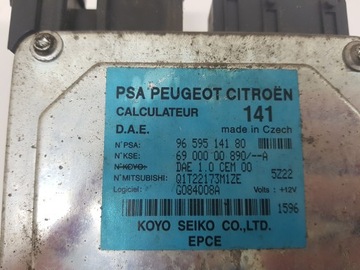 PSA PEUGEOT CITROËN
CALCULATEUR 141
D.A.E. made in Czech
N°PSA: 96 595 141 80
N°KSE: 69 000 00 890/--A
N°KOYO: DAE 1.0 CEM 00
N°MITSUBISHI: Q1T22173M1ZE 5Z22
Logiciel: G084008A Volts : +12V
1596
KOYO SEIKO CO.,LTD.
EPCE